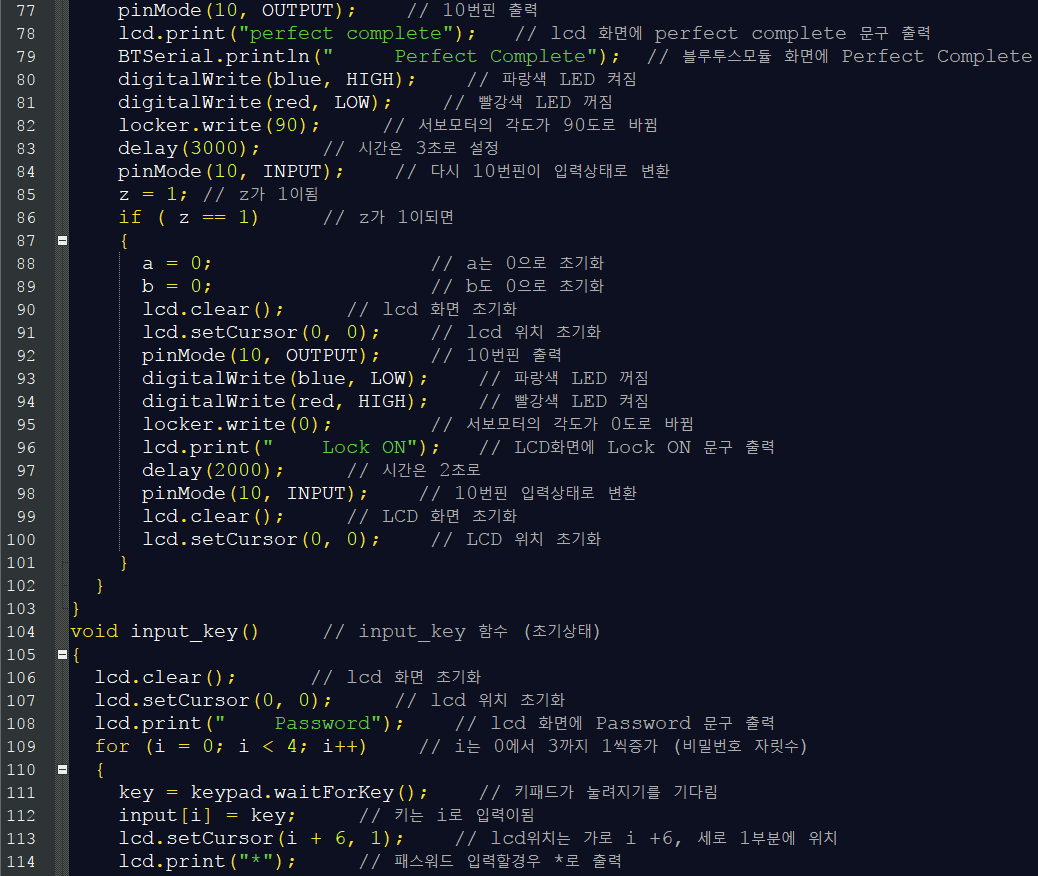 77 pinMode(10, OUTPUT); // 10번핀 출력
78 lcd.print("perfect complete"); // lcd 화면에 perfect complete 문구 출력
79 BTSerial.println("     Perfect Complete"); // 블루투스모듈 화면에 Perfect Complete
80 digitalWrite(blue, HIGH); // 파랑색 LED 켜짐
81 digitalWrite(red, LOW); // 빨강색 LED 꺼짐
82 locker.write(90); // 서보모터의 각도가 90도로 바뀜
83 delay(3000); // 시간은 3초로 설정
84 pinMode(10, INPUT); // 다시 10번핀이 입력상태로 변환
85 z = 1; // z가 1이됨
86 if ( z == 1) // z가 1이되면
87 {
88 a = 0; // a는 0으로 초기화
89 b = 0; // b도 0으로 초기화
90 lcd.clear(); // lcd 화면 초기화
91 lcd.setCursor(0, 0); // lcd 위치 초기화
92 pinMode(10, OUTPUT); // 10번핀 출력
93 digitalWrite(blue, LOW); // 파랑색 LED 꺼짐
94 digitalWrite(red, HIGH); // 빨강색 LED 켜짐
95 locker.write(0); // 서보모터의 각도가 0도로 바뀜
96 lcd.print("    Lock ON"); // LCD화면에 Lock ON 문구 출력
97 delay(2000); // 시간은 2초로
98 pinMode(10, INPUT); // 10번핀 입력상태로 변환
99 lcd.clear(); // LCD 화면 초기화
100 lcd.setCursor(0, 0); // LCD 위치 초기화
101 }
102 }
103 }
104 void input_key() // input_key 함수 (초기상태)
105 {
106 lcd.clear(); // lcd 화면 초기화
107 lcd.setCursor(0, 0); // lcd 위치 초기화
108 lcd.print("    Password"); // lcd 화면에 Password 문구 출력
109 for (i = 0; i < 4; i++) // i는 0에서 3까지 1씩증가 (비밀번호 자릿수)
110 {
111 key = keypad.waitForKey(); // 키패드가 눌려지기를 기다림
112 input[i] = key; // 키는 i로 입력이됨
113 lcd.setCursor(i + 6, 1); // lcd위치는 가로 i +6, 세로 1부분에 위치
114 lcd.print("*"); // 패스워드 입력할경우 *로 출력